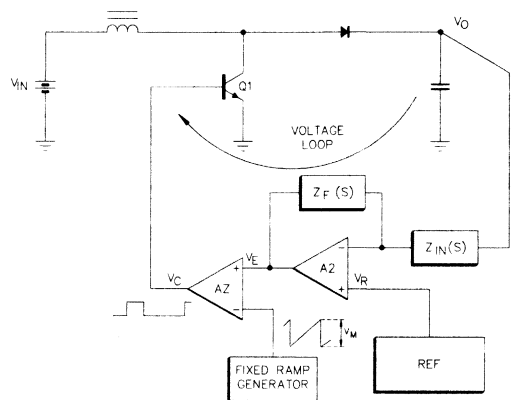 V_O
V_IN
Q1
VOLTAGE
LOOP
Z_F (S)
Z_IN(S)
V_E
V_C
AZ
+
−
A2
−
+
V_R
V_M
FIXED RAMP
GENERATOR
REF